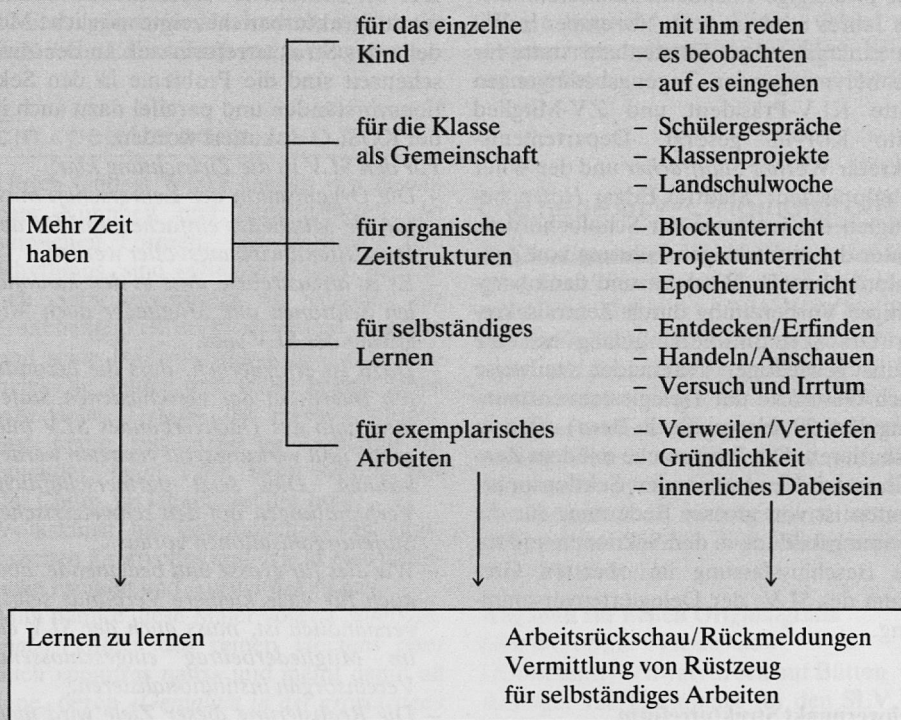 für das einzelne – mit ihm reden
Kind – es beobachten
– auf es eingehen
für die Klasse – Schülergespräche
als Gemeinschaft – Klassenprojekte
– Landschulwoche
Mehr Zeit
haben
für organische – Blockunterricht
Zeitstrukturen – Projektunterricht
– Epochenunterricht
für selbständiges – Entdecken/Erfinden
Lernen – Handeln/Anschauen
– Versuch und Irrtum
für exemplarisches – Verweilen/Vertiefen
Arbeiten – Gründlichkeit
– innerliches Dabeisein
Lernen zu lernen Arbeitsrückschau/Rückmeldungen
Vermittlung von Rüstzeug
für selbständiges Arbeiten